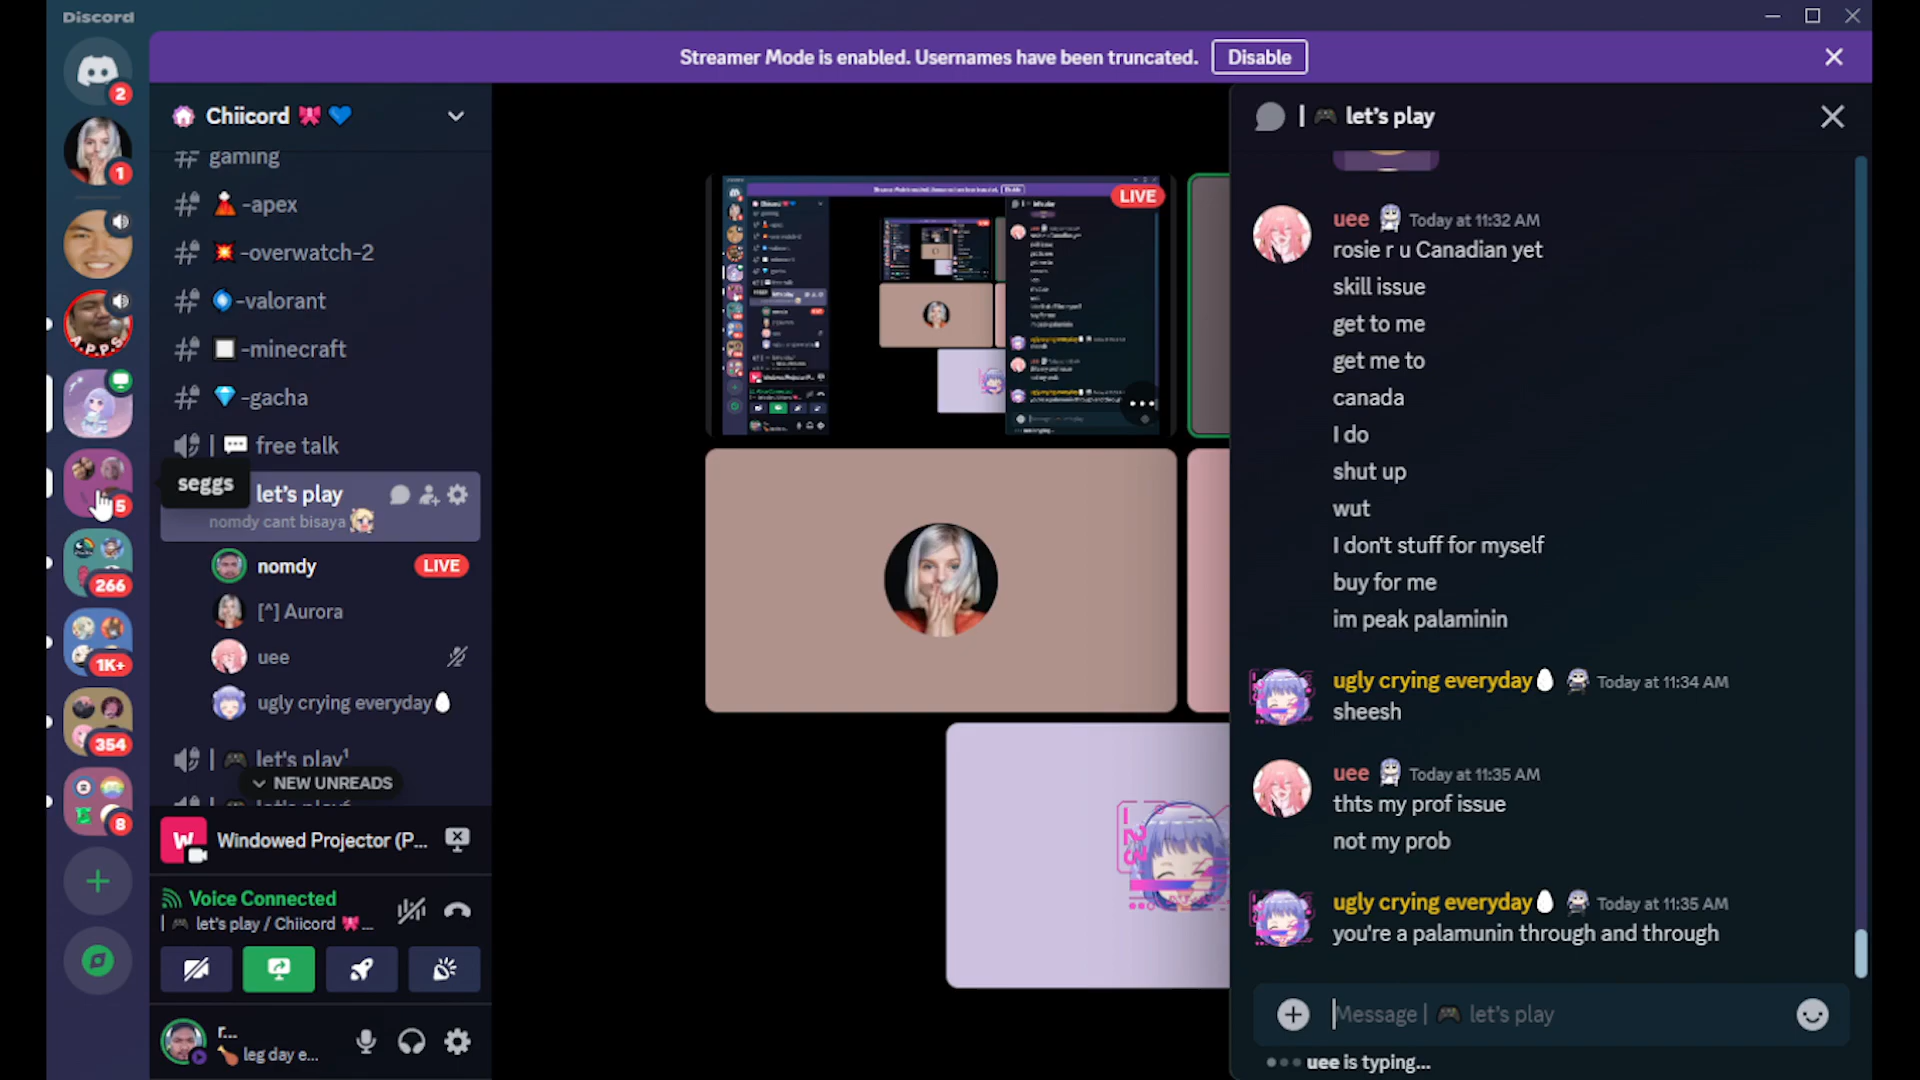 Discord
Streamer Mode is enabled. Usernames have been truncated.
Disable
2
1
A.P.P.S
5
266
1K+
354
8
Chiicord
gaming
-apex
-overwatch-2
-valorant
-minecraft
-gacha
| free talk
seggs
let's play
nomdy cant bisaya
nomdy
LIVE
[^] Aurora
uee
ugly crying everyday
| let's play¹
NEW UNREADS
W
Windowed Projector (P...
Voice Connected
| let's play / Chiicord ...
r...
leg day e...
LIVE
| let's play
uee Today at 11:32 AM
rosie r u Canadian yet
skill issue
get to me
get me to
canada
I do
shut up
wut
I don't stuff for myself
buy for me
im peak palaminin
ugly crying everyday Today at 11:34 AM
sheesh
uee Today at 11:35 AM
thts my prof issue
not my prob
ugly crying everyday Today at 11:35 AM
you're a palamunin through and through
Message | let's play
uee is typing...